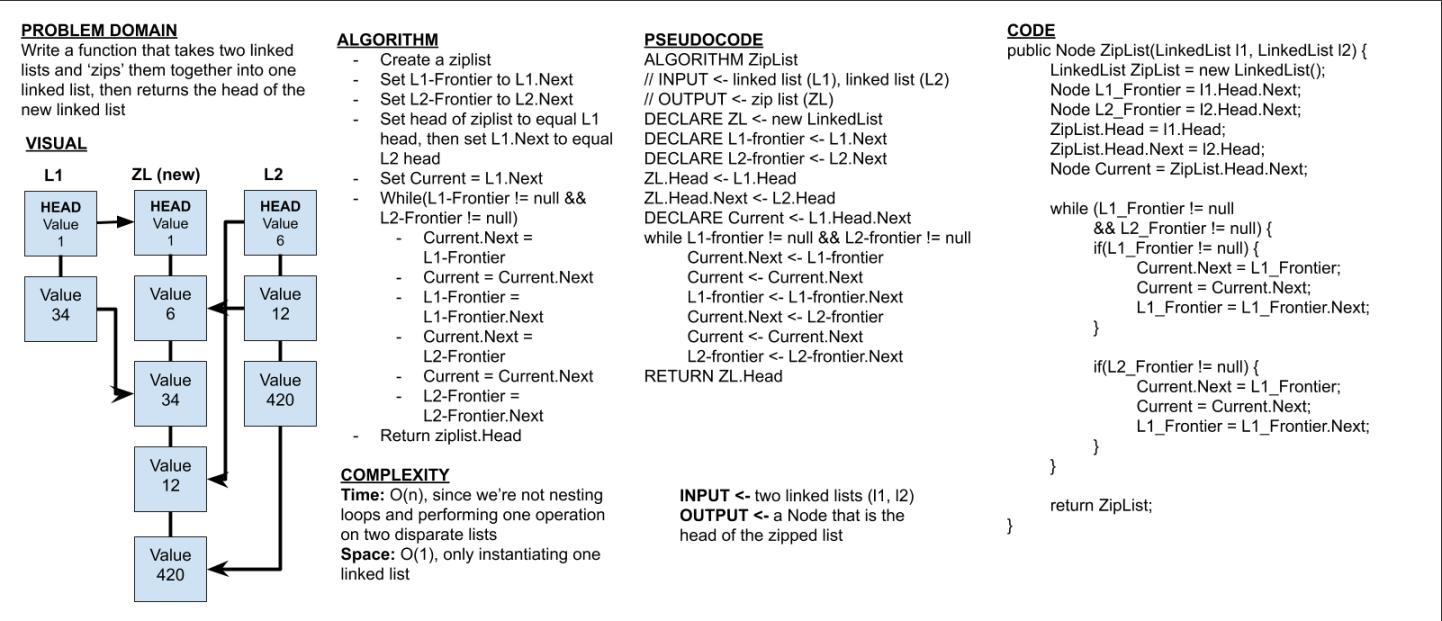 PROBLEM DOMAIN
Write a function that takes two linked
lists and ‘zips’ them together into one
linked list, then returns the head of the
new linked list
VISUAL
L1
ZL (new)
L2
HEAD
Value
1
HEAD
Value
1
HEAD
Value
6
Value
34
Value
6
Value
12
Value
34
Value
420
Value
12
Value
420
ALGORITHM
- Create a ziplist
- Set L1-Frontier to L1.Next
- Set L2-Frontier to L2.Next
- Set head of ziplist to equal L1
head, then set L1.Next to equal
L2 head
- Set Current = L1.Next
- While(L1-Frontier != null &&
L2-Frontier != null)
- Current.Next =
L1-Frontier
- Current = Current.Next
- L1-Frontier =
L1-Frontier.Next
- Current.Next =
L2-Frontier
- Current = Current.Next
- L2-Frontier =
L2-Frontier.Next
- Return ziplist.Head
COMPLEXITY
Time: O(n), since we’re not nesting
loops and performing one operation
on two disparate lists
Space: O(1), only instantiating one
linked list
PSEUDOCODE
ALGORITHM ZipList
// INPUT <- linked list (L1), linked list (L2)
// OUTPUT <- zip list (ZL)
DECLARE ZL <- new LinkedList
DECLARE L1-frontier <- L1.Next
DECLARE L2-frontier <- L2.Next
ZL.Head <- L1.Head
ZL.Head.Next <- L2.Head
DECLARE Current <- L1.Head.Next
while L1-frontier != null && L2-frontier != null
Current.Next <- L1-frontier
Current <- Current.Next
L1-frontier <- L1-frontier.Next
Current.Next <- L2-frontier
Current <- Current.Next
L2-frontier <- L2-frontier.Next
RETURN ZL.Head
INPUT <- two linked lists (l1, l2)
OUTPUT <- a Node that is the
head of the zipped list
CODE
public Node ZipList(LinkedList l1, LinkedList l2) {
LinkedList ZipList = new LinkedList();
Node L1_Frontier = l1.Head.Next;
Node L2_Frontier = l2.Head.Next;
ZipList.Head = l1.Head;
ZipList.Head.Next = l2.Head;
Node Current = ZipList.Head.Next;
while (L1_Frontier != null
&& L2_Frontier != null) {
if(L1_Frontier != null) {
Current.Next = L1_Frontier;
Current = Current.Next;
L1_Frontier = L1_Frontier.Next;
}
if(L2_Frontier != null) {
Current.Next = L1_Frontier;
Current = Current.Next;
L1_Frontier = L1_Frontier.Next;
}
}
return ZipList;
}